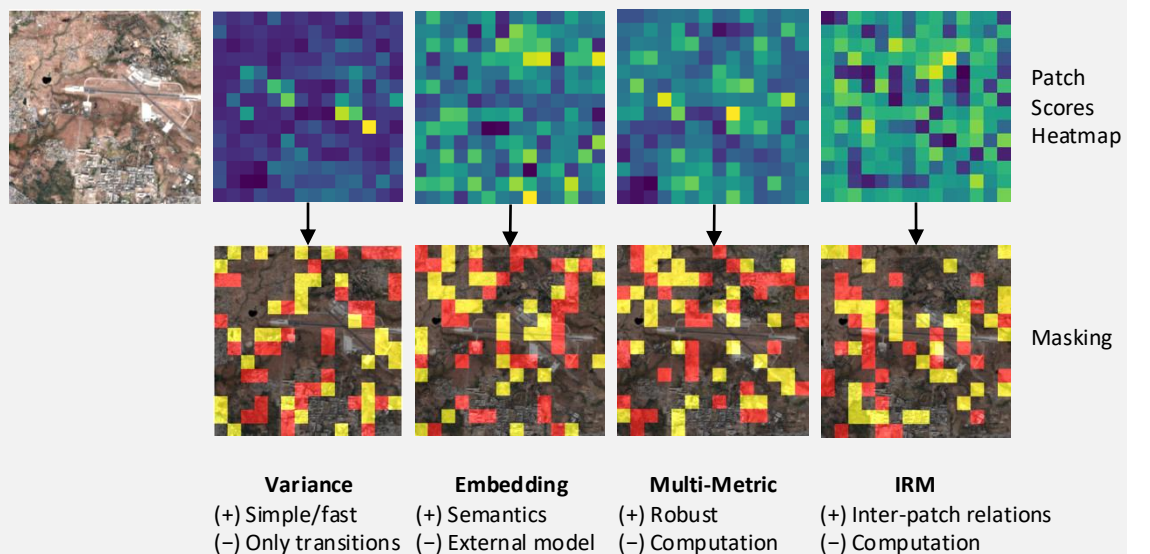 Patch
Scores
Heatmap
Masking
Variance
(+) Simple/fast
(−) Only transitions
Embedding
(+) Semantics
(−) External model
Multi-Metric
(+) Robust
(−) Computation
IRM
(+) Inter-patch relations
(−) Computation